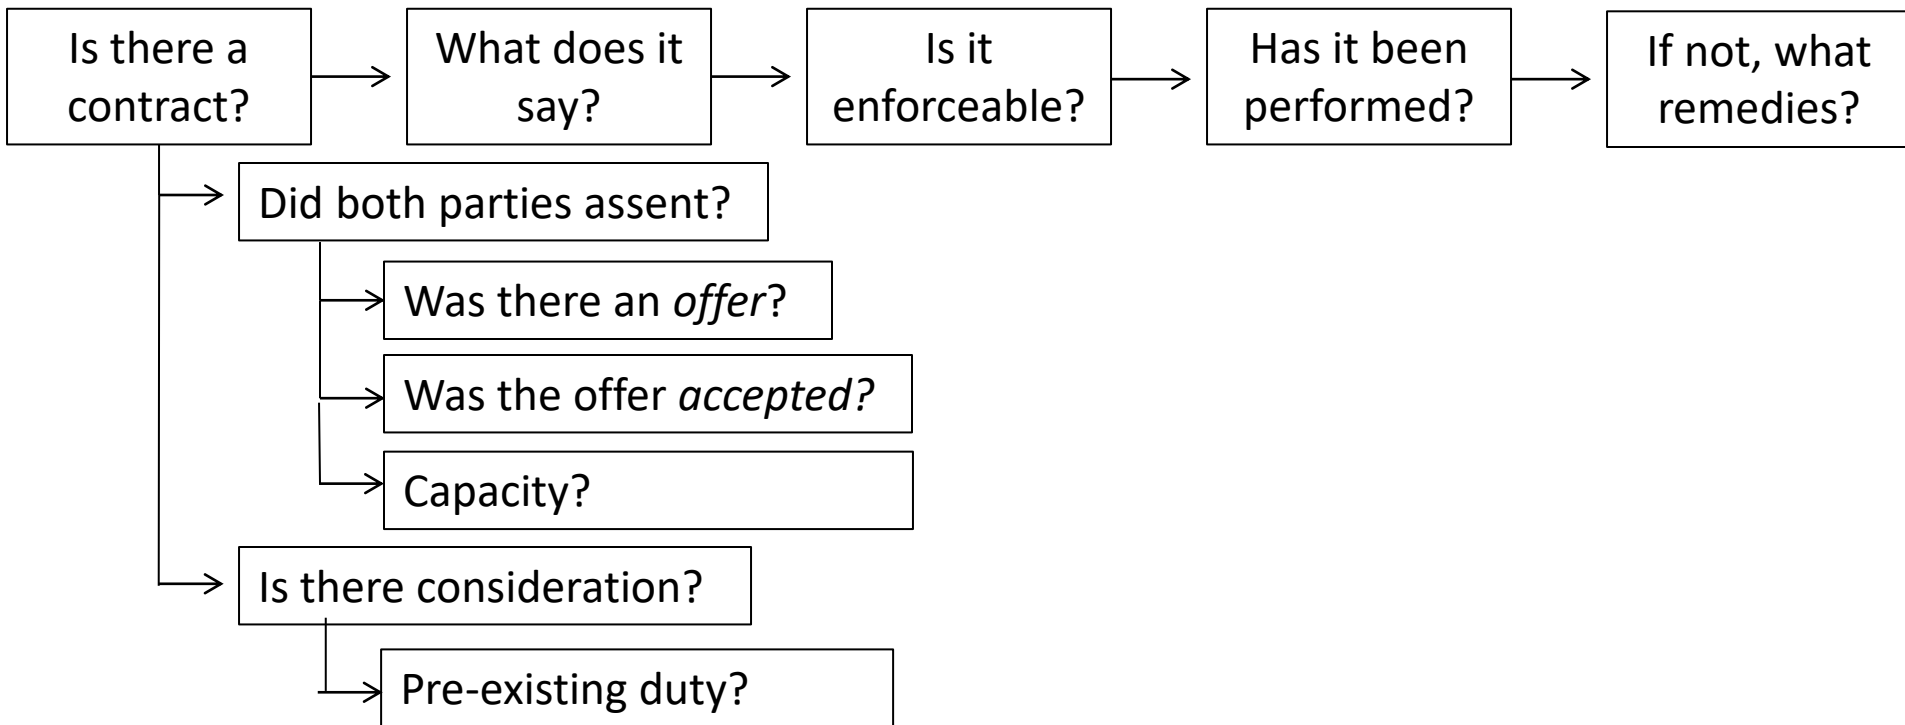 Is there a
contract?
What does it
say?
Is it
enforceable?
Has it been
performed?
If not, what
remedies?
Did both parties assent?
Was there an offer?
Was the offer accepted?
Capacity?
Is there consideration?
Pre-existing duty?